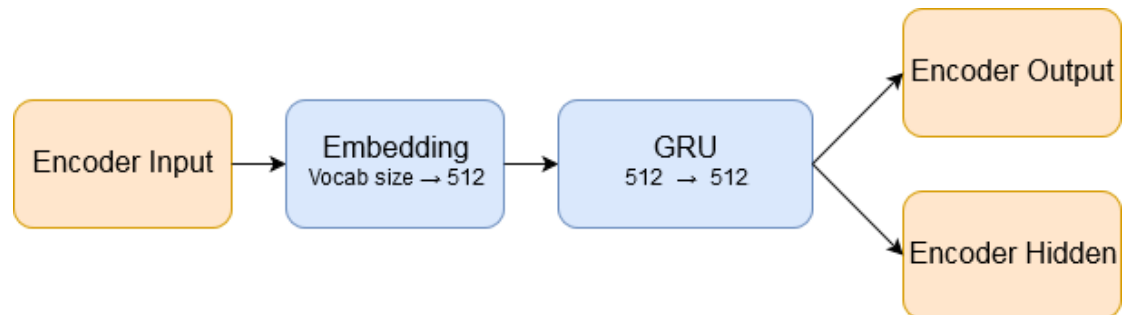 Encoder Input
Embedding
Vocab size → 512
GRU
512 → 512
Encoder Output
Encoder Hidden